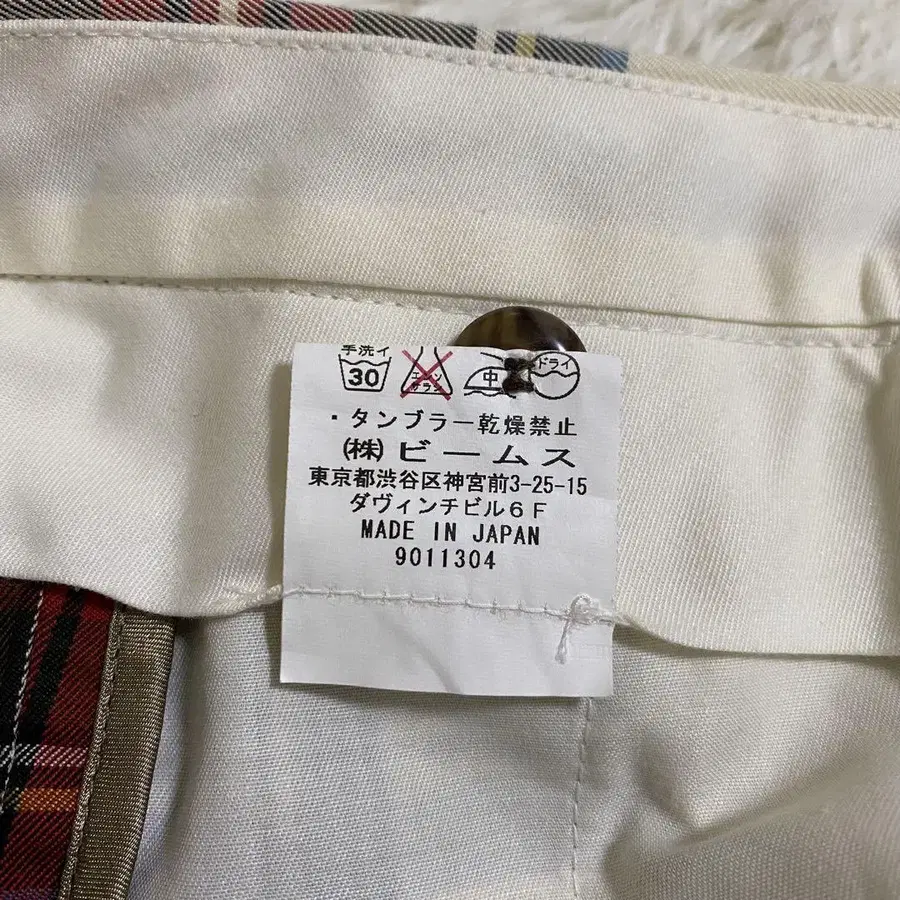 手洗イ
30 エンソサラシ 中 ドライ
・タンブラー乾燥禁止
㈱ビームス
東京都渋谷区神宮前3-25-15
ダヴィンチビル6F
MADE IN JAPAN
9011304